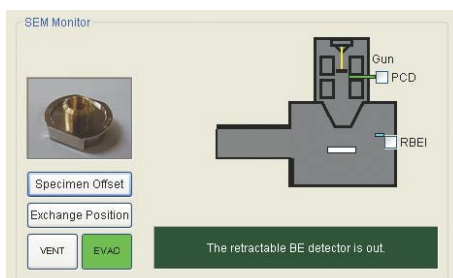 SEM Monitor
Gun
PCD
RBEI
Specimen Offset
Exchange Position
VENT EVAC
The retractable BE detector is out.